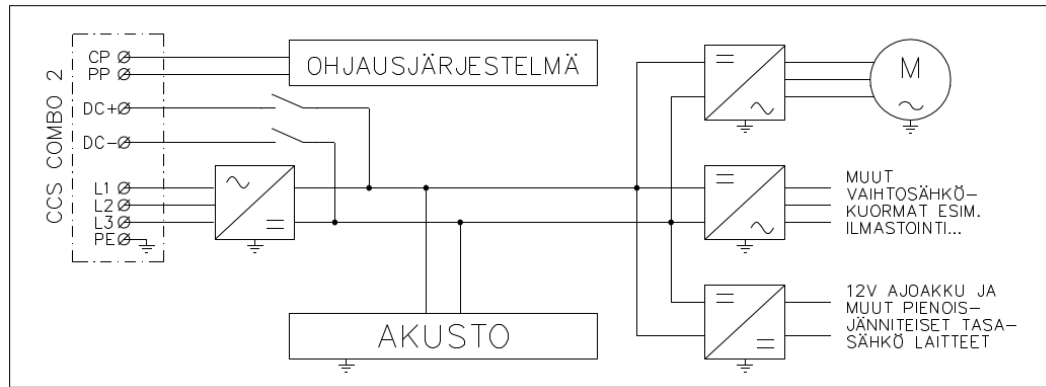 CCS COMBO 2
CP
PP
DC+
DC-
L1
L2
L3
PE
OHJAUSJÄRJESTELMÄ
AKUSTO
M
MUUT
VAIHTOSÄHKÖ-
KUORMAT ESIM.
ILMASTOINTI...
12V AJOAKKU JA
MUUT PIENOIS-
JÄNNITEISET TASA-
SÄHKÖ LAITTEET